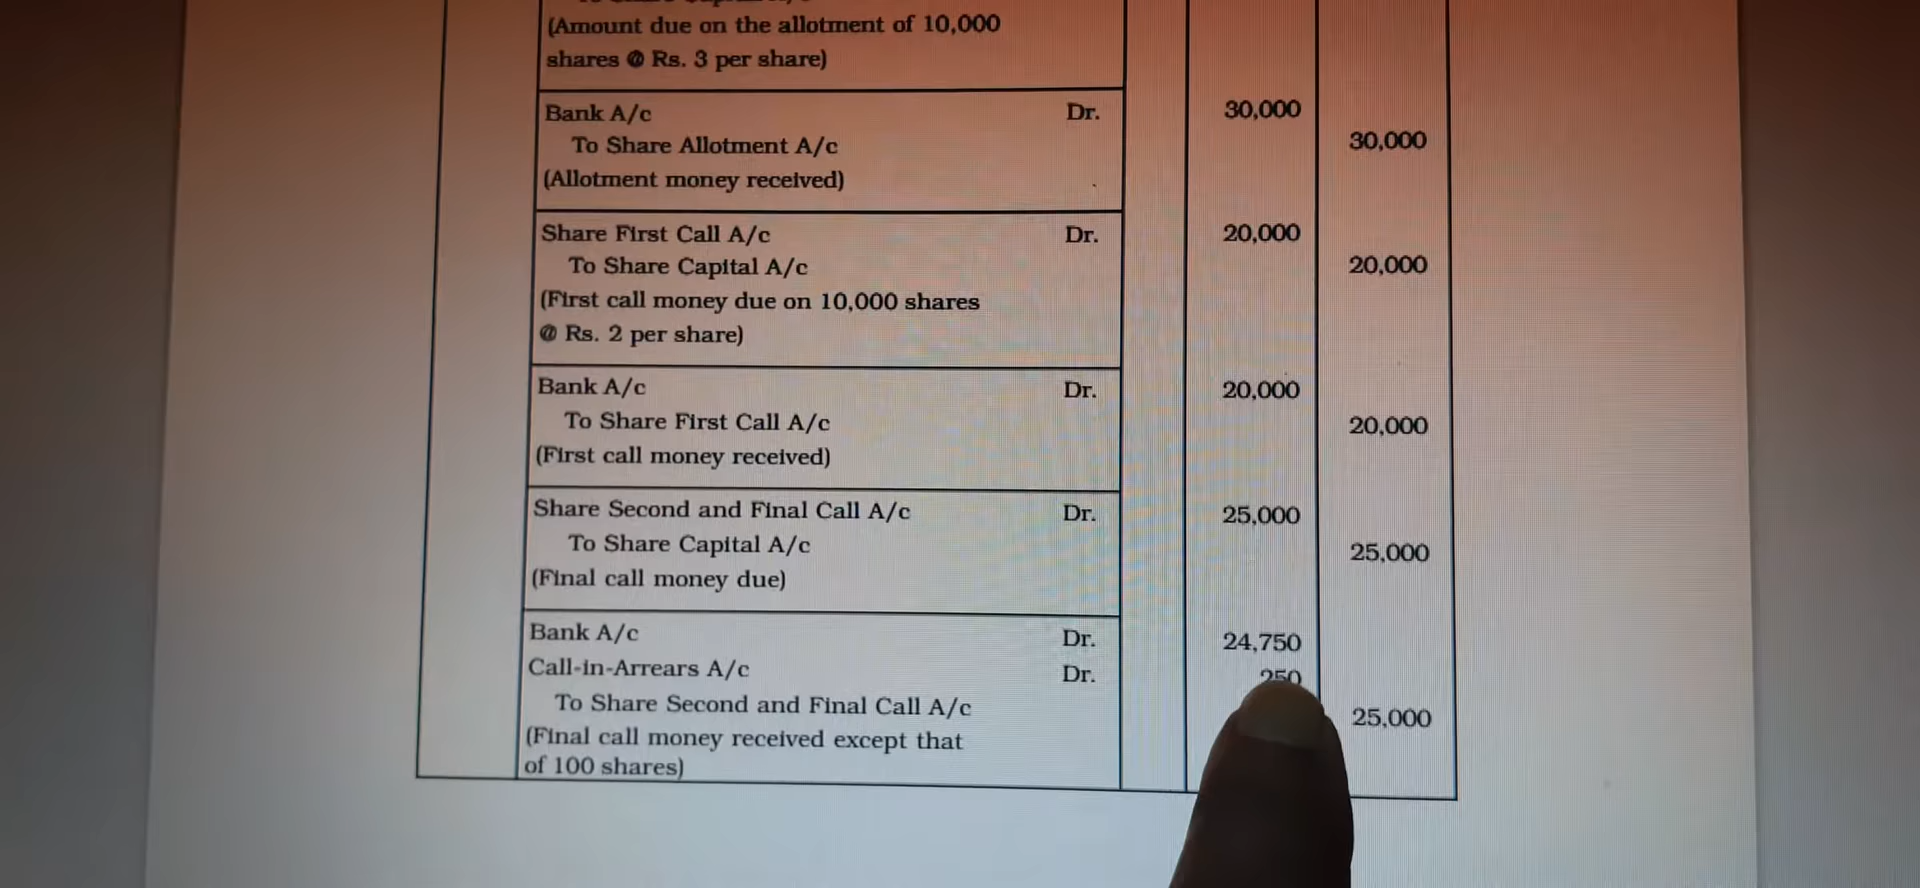 (Amount due on the allotment of 10,000
shares @ Rs. 3 per share)
Bank A/c Dr. 30,000
To Share Allotment A/c 30,000
(Allotment money received)
Share First Call A/c Dr. 20,000
To Share Capital A/c 20,000
(First call money due on 10,000 shares
@ Rs. 2 per share)
Bank A/c Dr. 20,000
To Share First Call A/c 20,000
(First call money received)
Share Second and Final Call A/c Dr. 25,000
To Share Capital A/c 25,000
(Final call money due)
Bank A/c Dr. 24,750
Call-in-Arrears A/c Dr. 250
To Share Second and Final Call A/c 25,000
(Final call money received except that
of 100 shares)